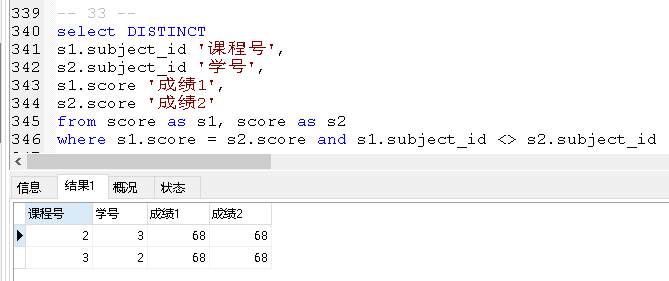 339 -- 33 --
340 select DISTINCT
341 s1.subject_id '课程号',
342 s2.subject_id '学号',
343 s1.score '成绩1',
344 s2.score '成绩2'
345 from score as s1, score as s2
346 where s1.score = s2.score and s1.subject_id <> s2.subject_id
信息 结果1 概况 状态
课程号 学号 成绩1 成绩2
2 3 68 68
3 2 68 68